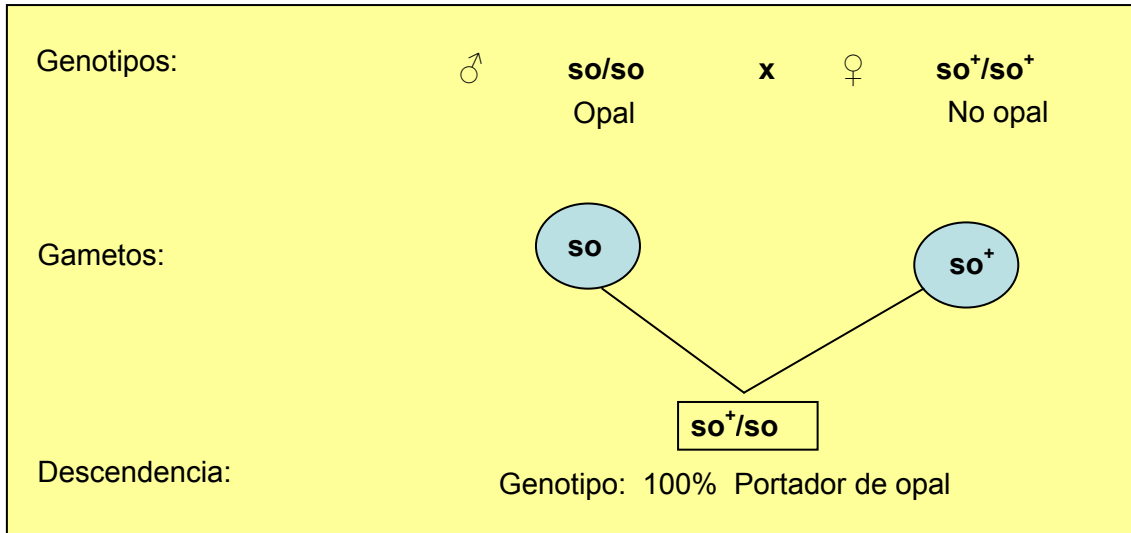 Genotipos: ♂ so/so x ♀ so⁺/so⁺
Opal No opal
Gametos: so so⁺
so⁺/so
Descendencia: Genotipo: 100% Portador de opal